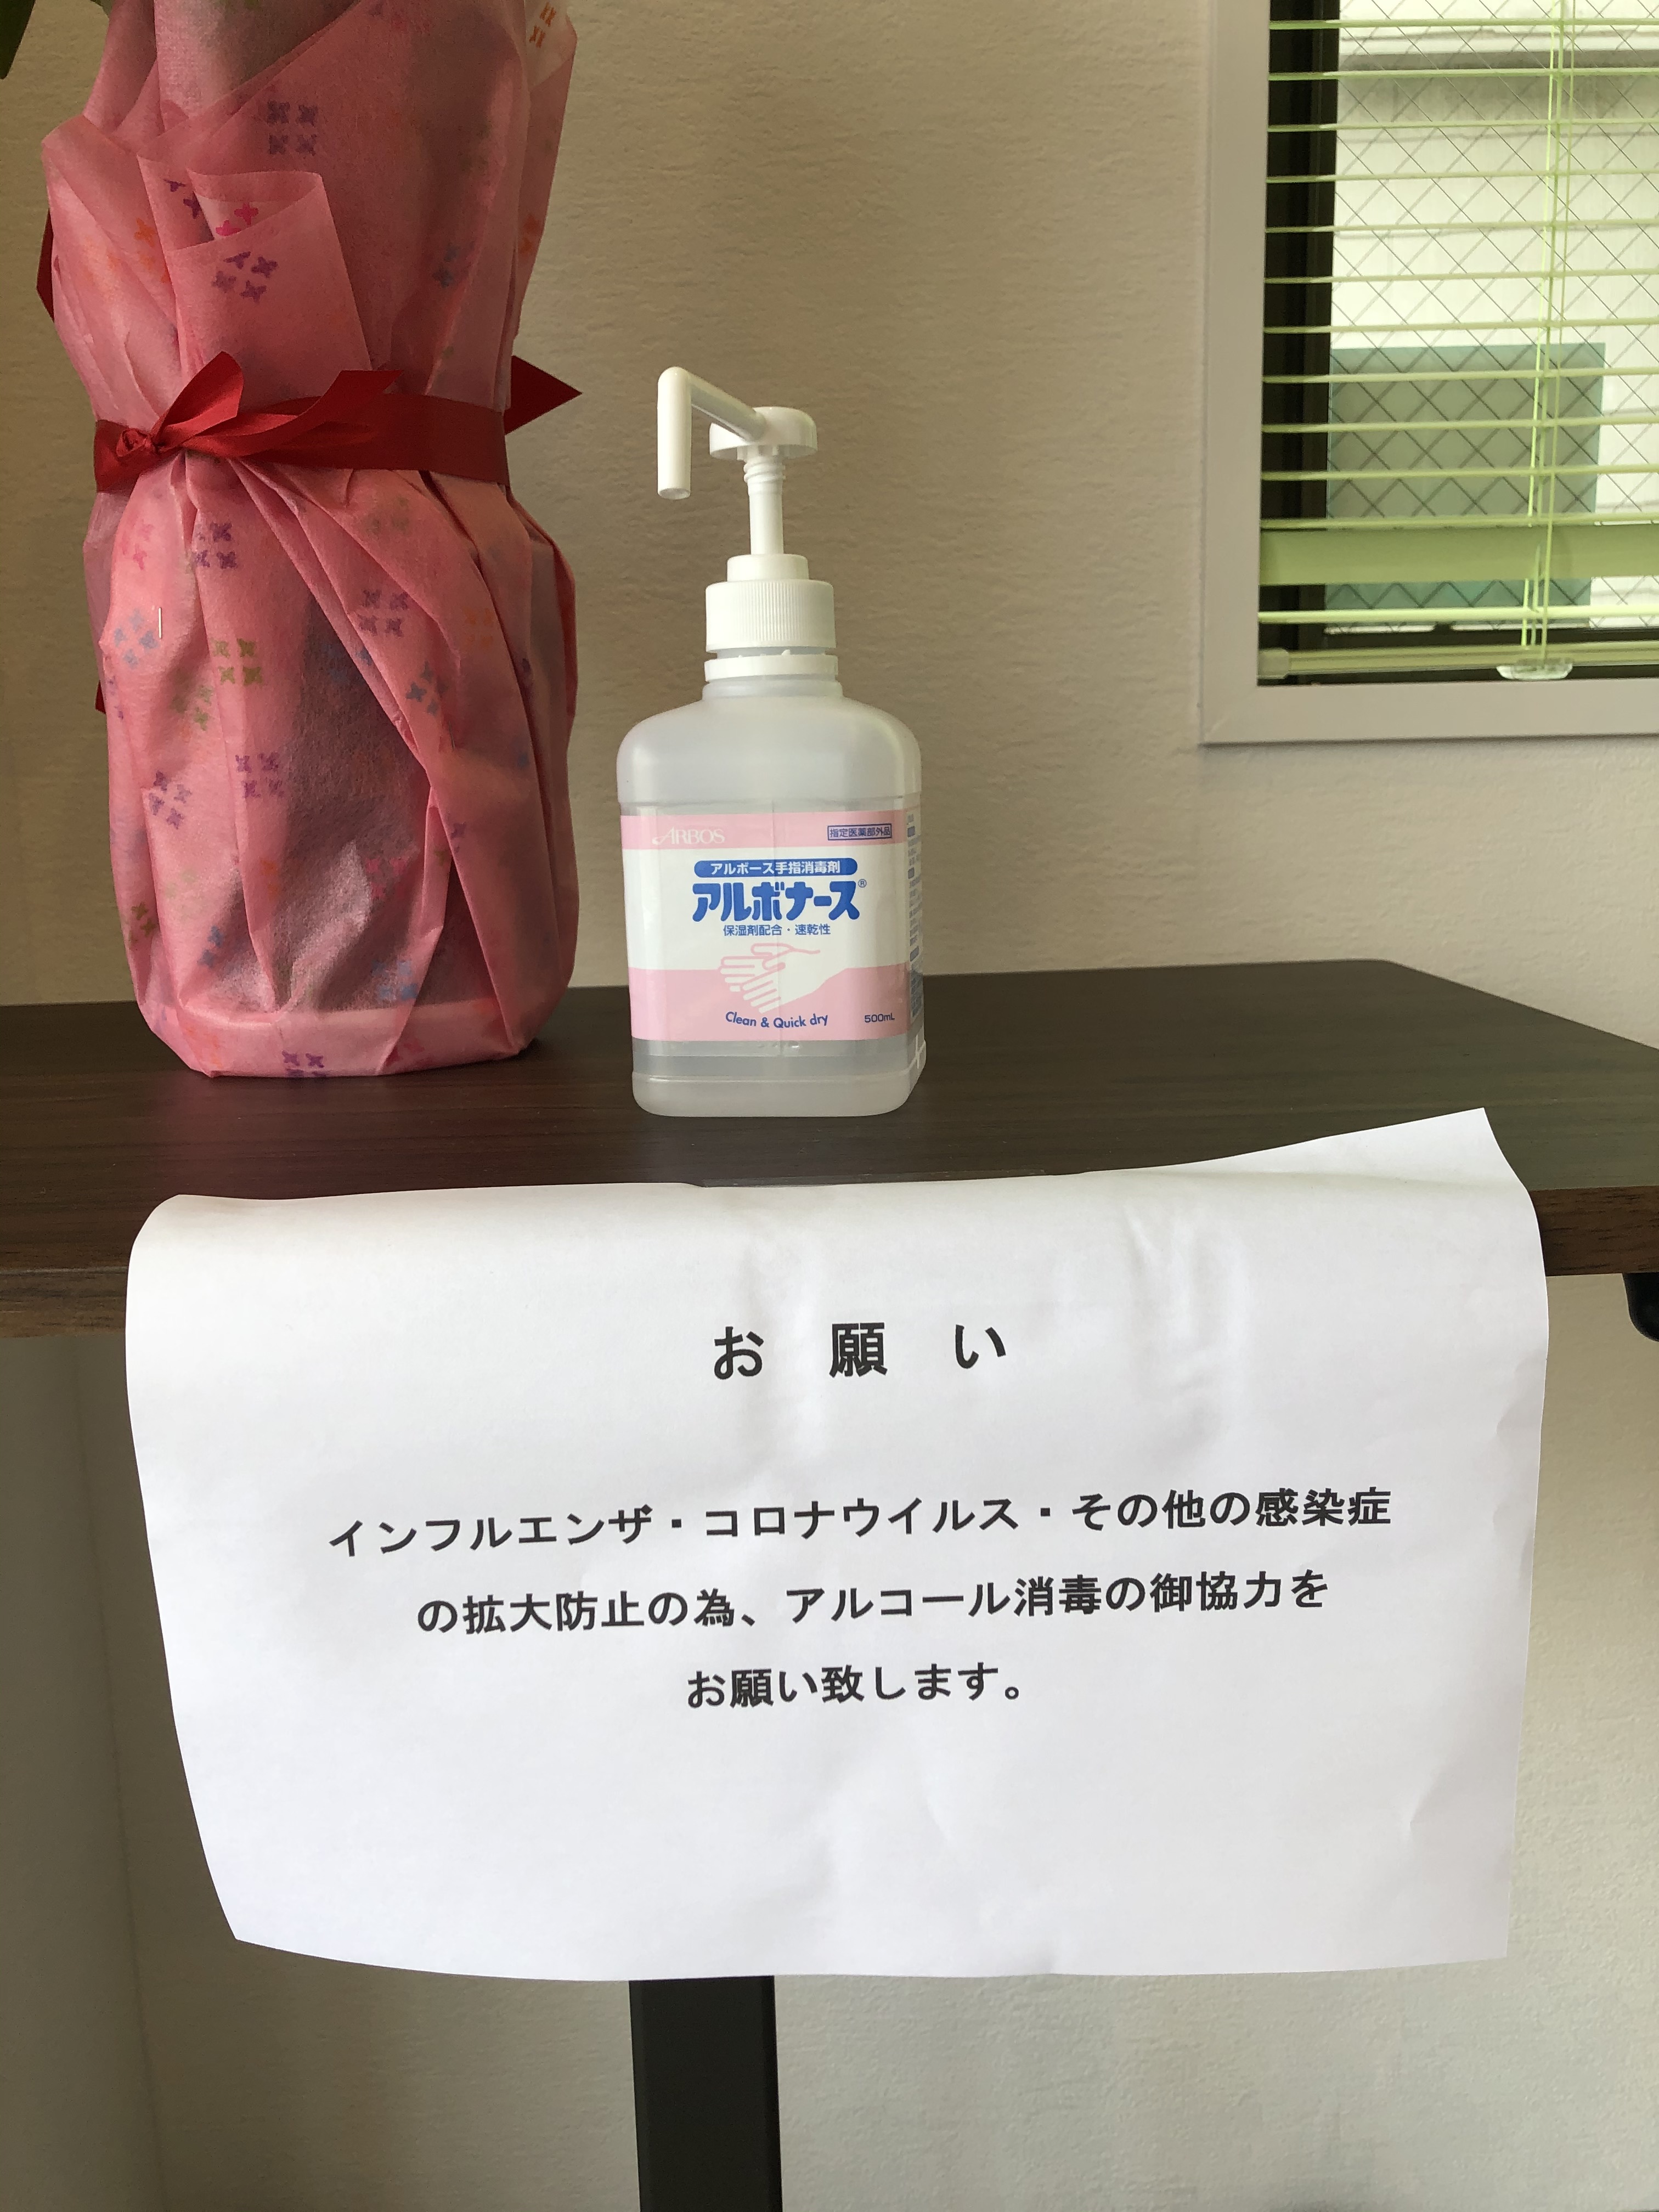 ARBOS
指定医薬部外品
アルボース手指消毒剤
アルボナース®
保湿剤配合・速乾性
Clean & Quick dry
500mL
お願い
インフルエンザ・コロナウイルス・その他の感染症
の拡大防止の為、アルコール消毒の御協力を
お願い致します。